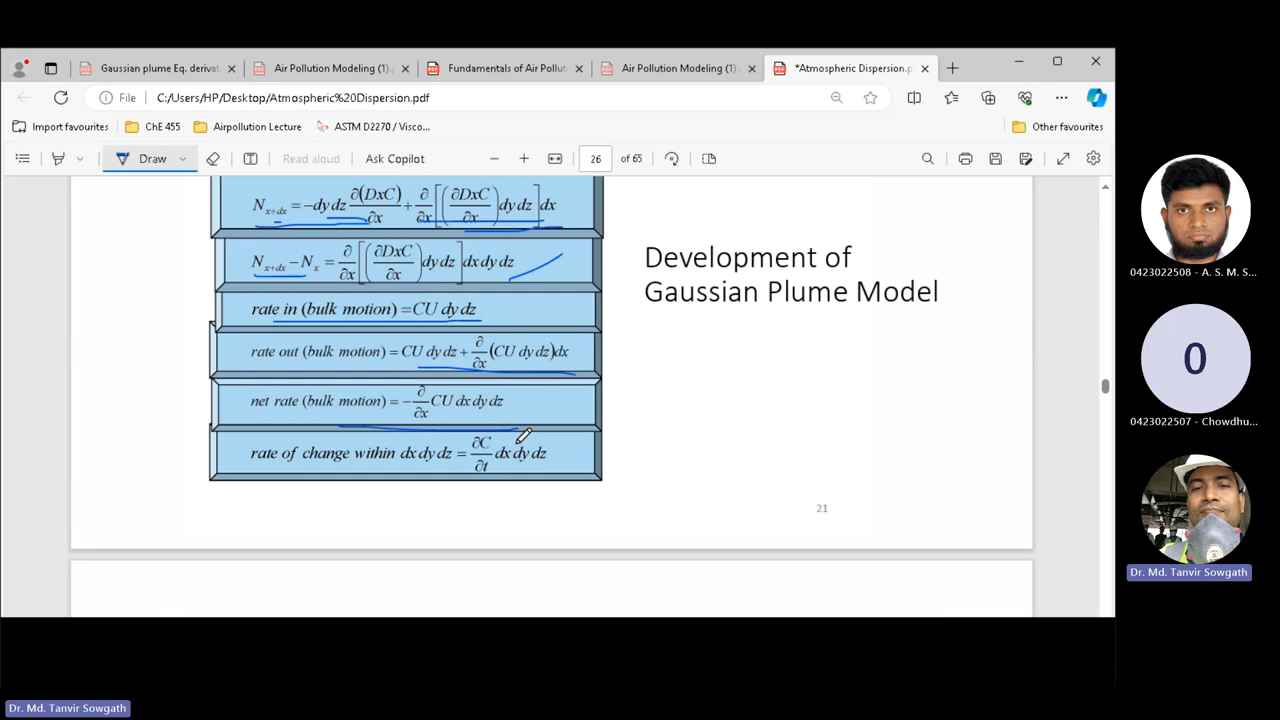 Gaussian plume Eq. derivat
Air Pollution Modeling (1).
Fundamentals of Air Pollut
Air Pollution Modeling (1).
*Atmospheric Dispersion.p
File
C:/Users/HP/Desktop/Atmospheric%20Dispersion.pdf
Import favourites
ChE 455
Airpollution Lecture
ASTM D2270 / Visco...
Other favourites
Draw
Read aloud
Ask Copilot
26 of 65
N_{x+dx} = -dy dz ∂(DxC)/∂x + ∂/∂x[(∂DxC/∂x)dy dz]dx
N_{x+dx} - N_x = ∂/∂x[(∂DxC/∂x)dy dz]dx dy dz
rate in (bulk motion) = CU dy dz
rate out (bulk motion) = CU dy dz + ∂/∂x(CU dy dz)dx
net rate (bulk motion) = -∂/∂x CU dx dy dz
rate of change within dx dy dz = ∂C/∂t dx dy dz
Development of
Gaussian Plume Model
21
0423022508 - A. S. M. S...
0
0423022507 - Chowdhu...
Dr. Md. Tanvir Sowgath
Dr. Md. Tanvir Sowgath